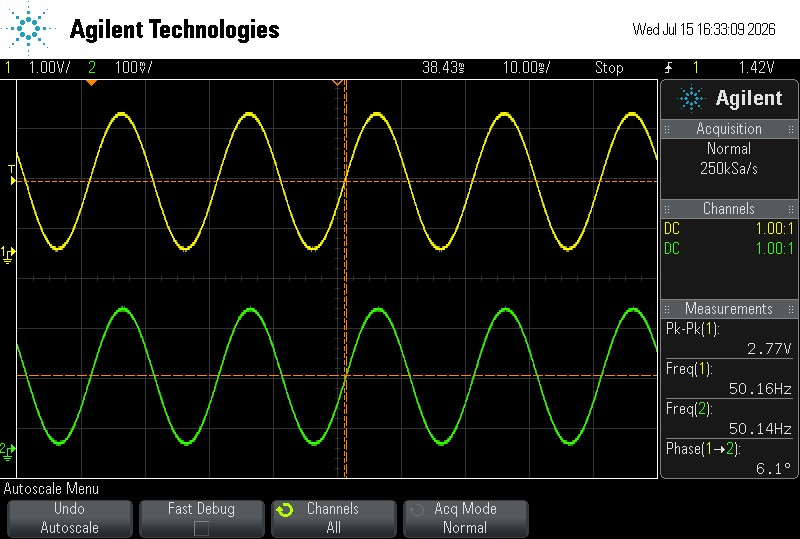 Agilent Technologies
Wed Jul 15 16:33:09 2026
1 1.00V/ 2 100mV/ 38.43ms 10.00ms/ Stop 1 1.42V
Agilent
Acquisition
Normal
250kSa/s
Channels
DC 1.00:1
DC 1.00:1
Measurements
Pk-Pk(1):
2.77V
Freq(1):
50.16Hz
Freq(2):
50.14Hz
Phase(1→2):
6.1°
T
1
2
Autoscale Menu
Undo
Autoscale
Fast Debug
Channels
All
Acq Mode
Normal